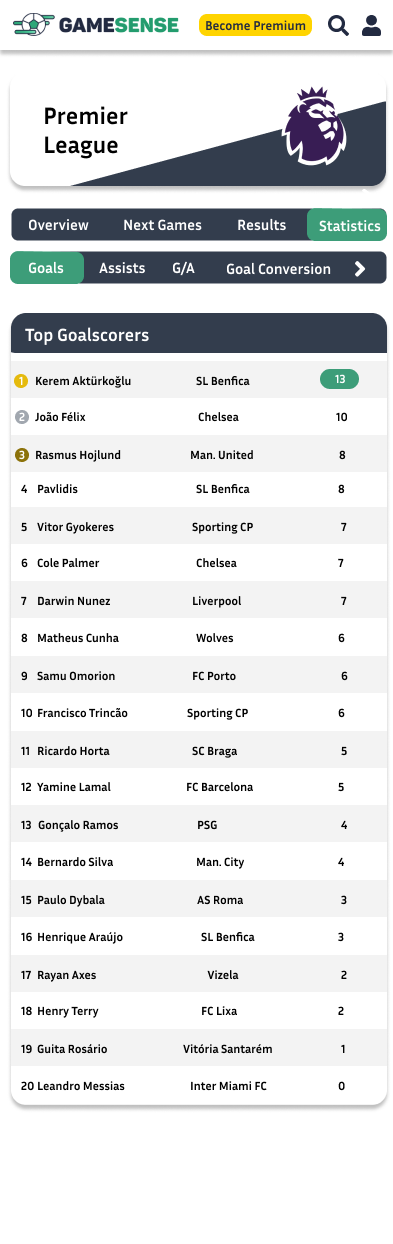 GAMESENSE Become Premium
Premier
League
Overview Next Games Results Statistics
Goals Assists G/A Goal Conversion
Top Goalscorers
1 Kerem Aktürkoğlu SL Benfica 13
2 João Félix Chelsea 10
3 Rasmus Hojlund Man. United 8
4 Pavlidis SL Benfica 8
5 Vitor Gyokeres Sporting CP 7
6 Cole Palmer Chelsea 7
7 Darwin Nunez Liverpool 7
8 Matheus Cunha Wolves 6
9 Samu Omorion FC Porto 6
10 Francisco Trincão Sporting CP 6
11 Ricardo Horta SC Braga 5
12 Yamine Lamal FC Barcelona 5
13 Gonçalo Ramos PSG 4
14 Bernardo Silva Man. City 4
15 Paulo Dybala AS Roma 3
16 Henrique Araújo SL Benfica 3
17 Rayan Axes Vizela 2
18 Henry Terry FC Lixa 2
19 Guita Rosário Vitória Santarém 1
20 Leandro Messias Inter Miami FC 0